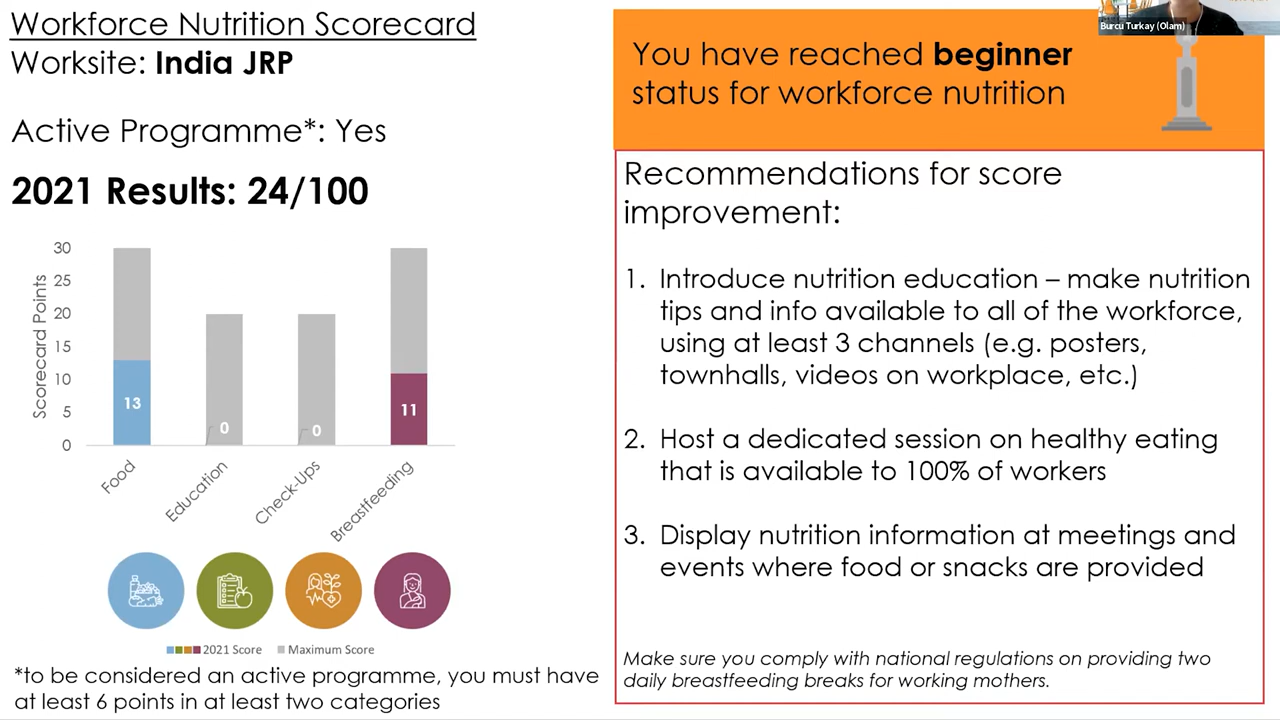 Workforce Nutrition Scorecard
Worksite: India JRP
Active Programme*: Yes
2021 Results: 24/100
30
25
20
15
10
5
0
Scorecard Points
13
0
0
11
Food
Education
Check-Ups
Breastfeeding
2021 Score
Maximum Score
*to be considered an active programme, you must have
at least 6 points in at least two categories
Burcu Turkay (Olam)
You have reached beginner
status for workforce nutrition
Recommendations for score
improvement:
1. Introduce nutrition education – make nutrition
tips and info available to all of the workforce,
using at least 3 channels (e.g. posters,
townhalls, videos on workplace, etc.)
2. Host a dedicated session on healthy eating
that is available to 100% of workers
3. Display nutrition information at meetings and
events where food or snacks are provided
Make sure you comply with national regulations on providing two
daily breastfeeding breaks for working mothers.